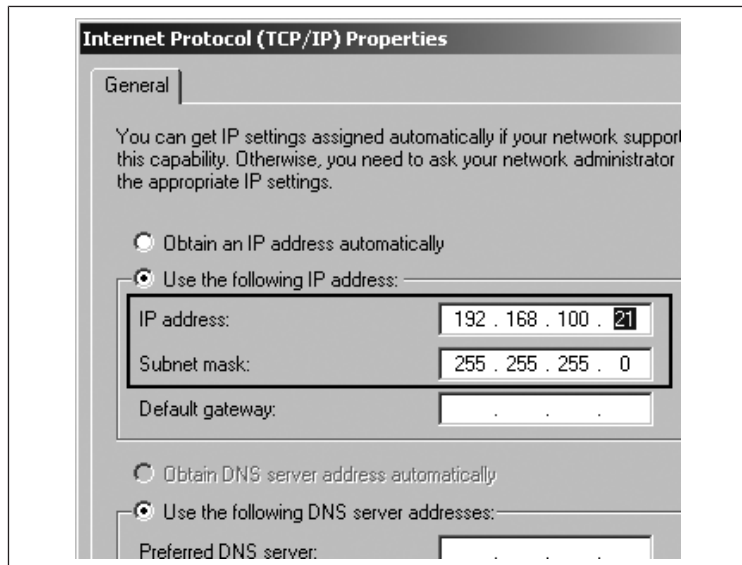 Internet Protocol (TCP/IP) Properties
General
You can get IP settings assigned automatically if your network support
this capability. Otherwise, you need to ask your network administrator
the appropriate IP settings.
Obtain an IP address automatically
Use the following IP address:
IP address: 192 . 168 . 100 . 21
Subnet mask: 255 . 255 . 255 . 0
Default gateway: . . .
Obtain DNS server address automatically
Use the following DNS server addresses:
Preferred DNS server: . . .